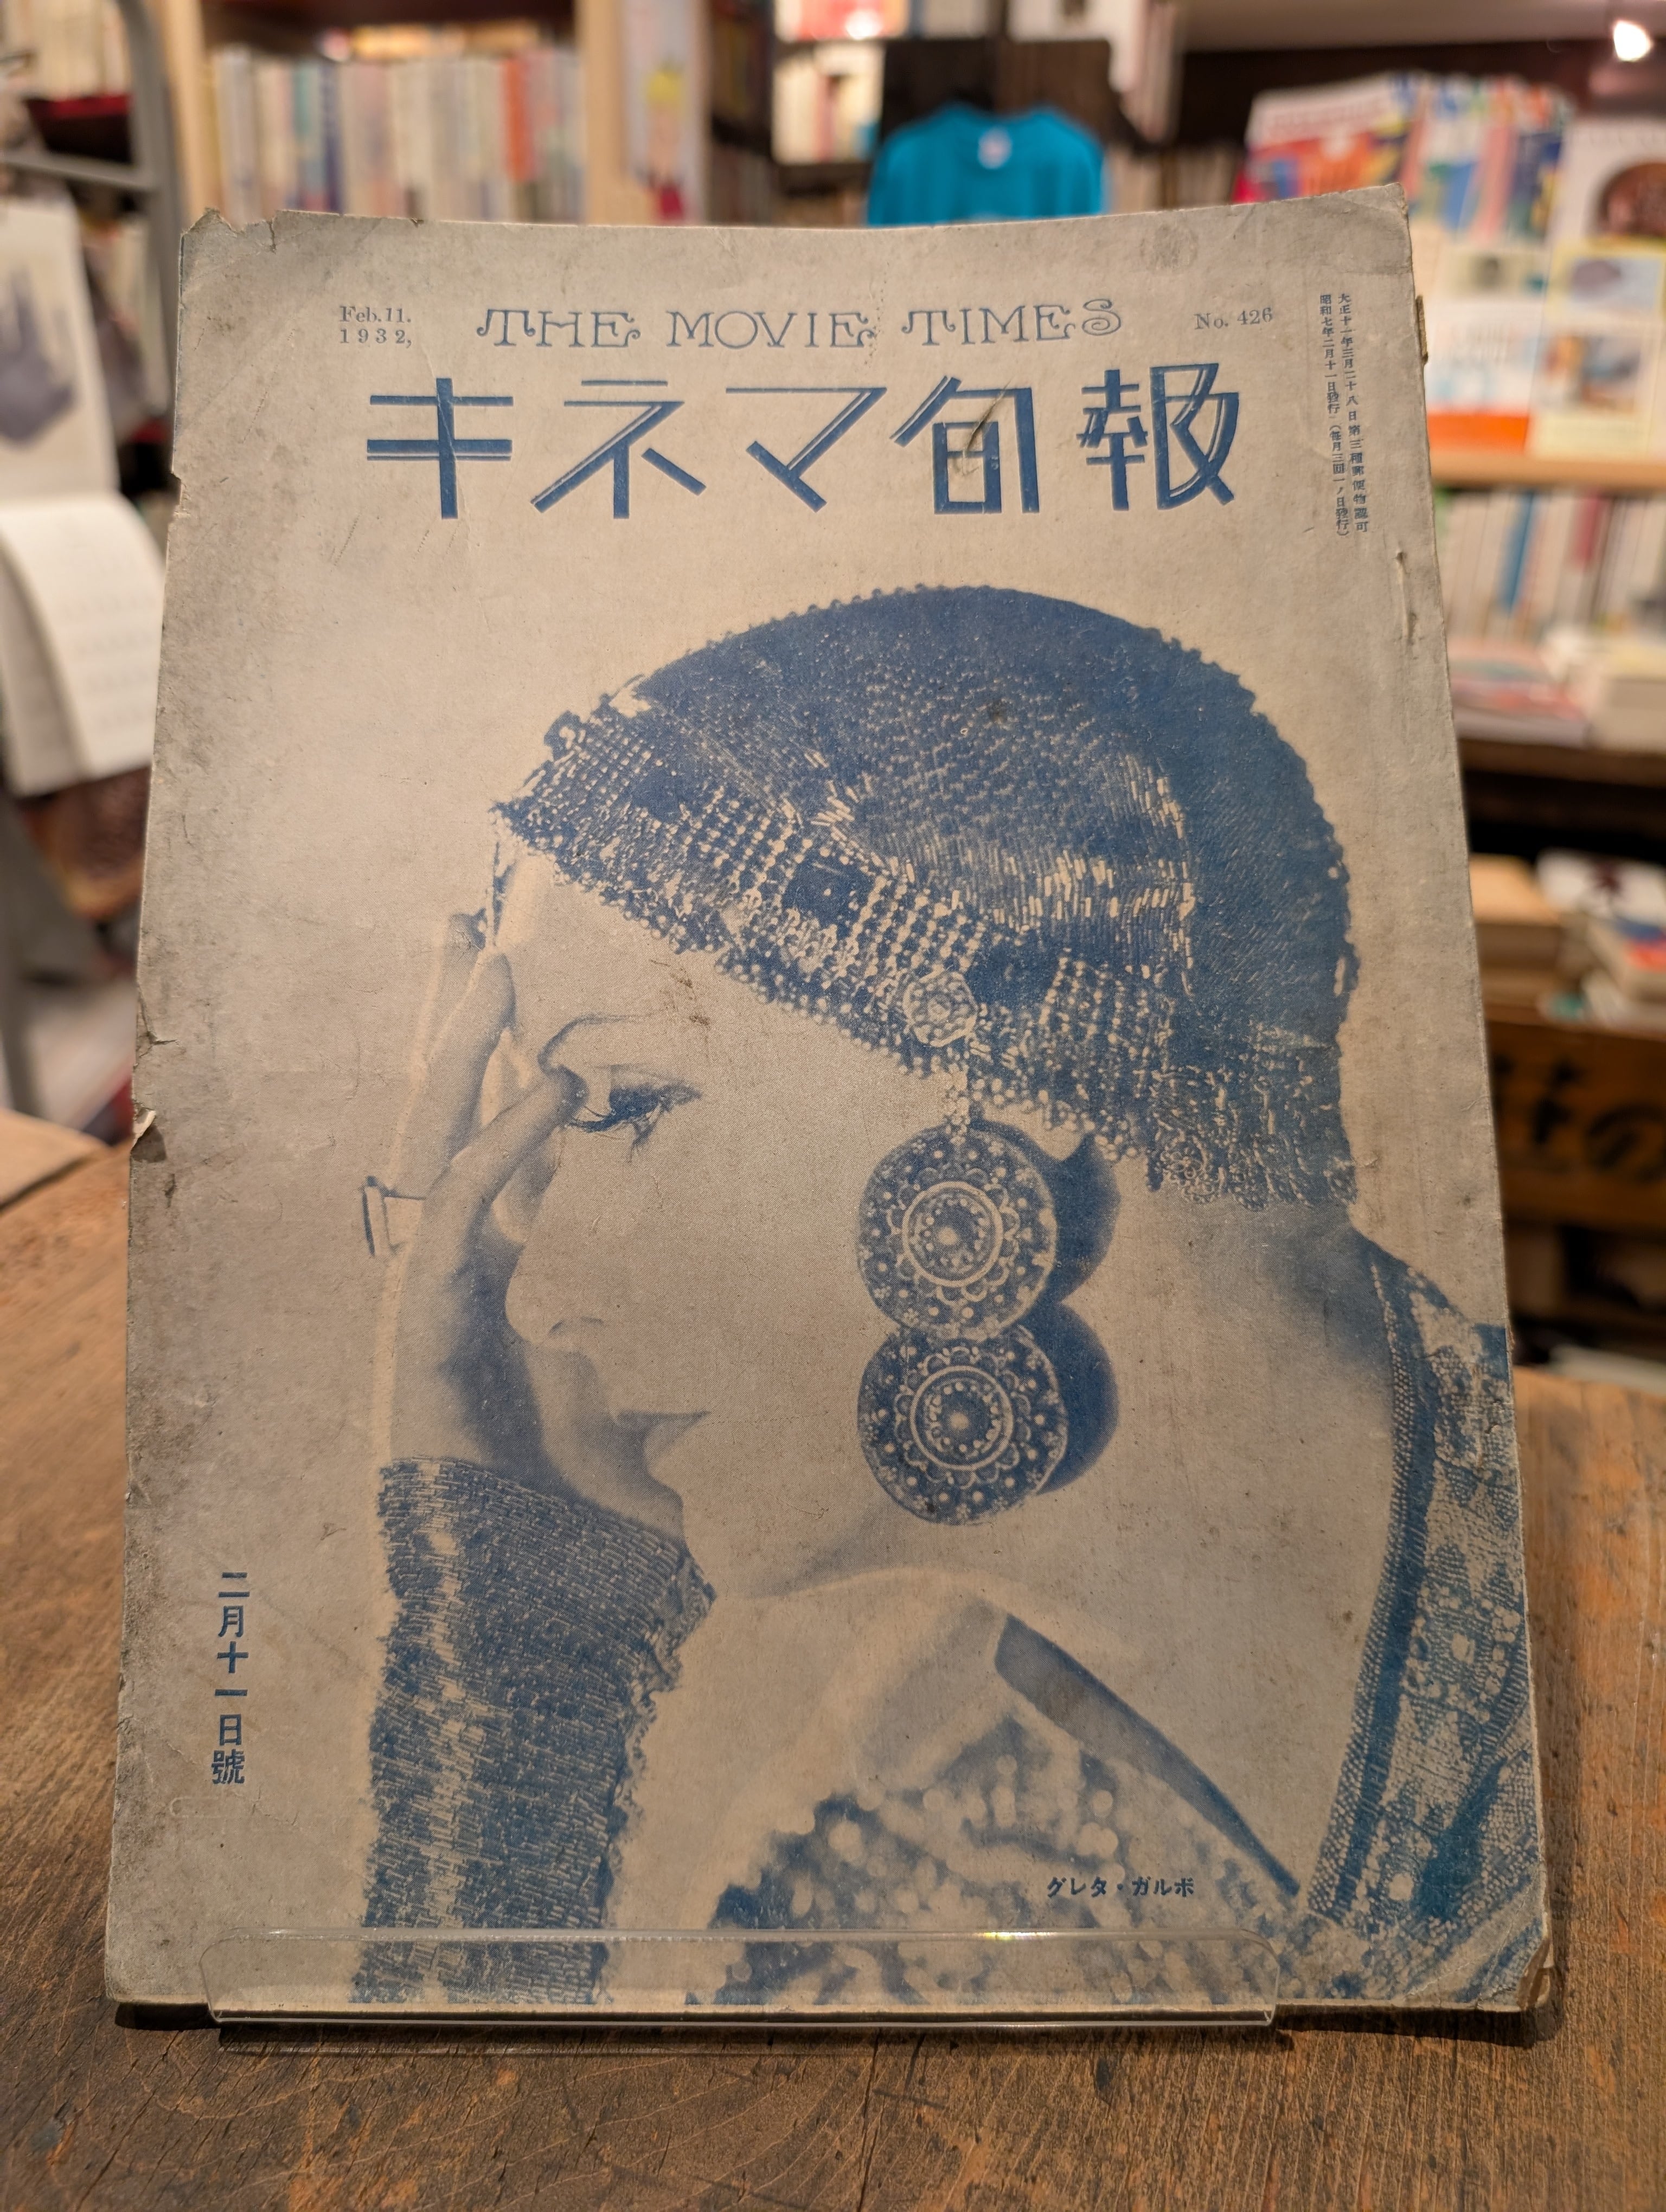 Feb. 11.
1932,
THE MOVIE TIMES
No. 426
キネマ旬報
大正十一年三月二十八日第三種郵便物認可
昭和七年二月十一日發行（每月三回一ノ日發行）
二月十一日號
グレタ・ガルボ